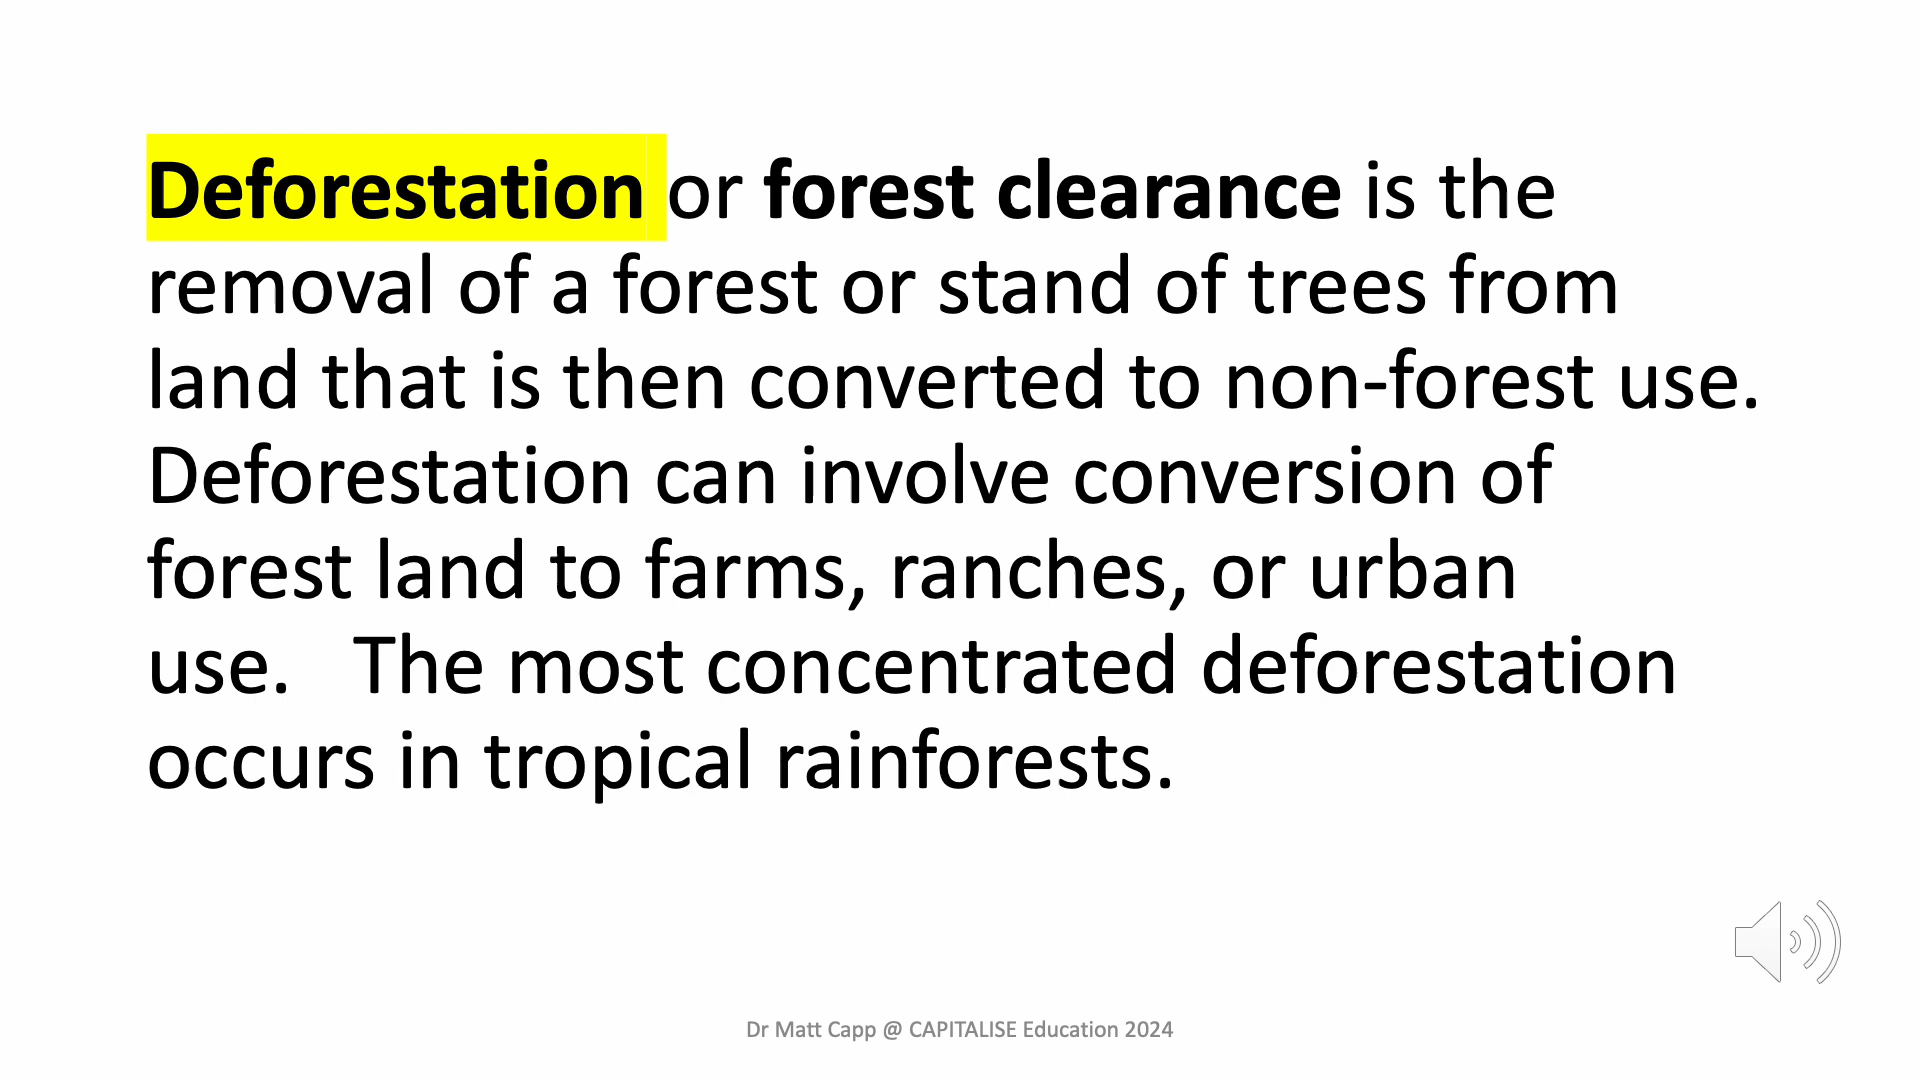 Deforestation or forest clearance is the
removal of a forest or stand of trees from
land that is then converted to non-forest use.
Deforestation can involve conversion of
forest land to farms, ranches, or urban
use.   The most concentrated deforestation
occurs in tropical rainforests.
Dr Matt Capp @ CAPITALISE Education 2024